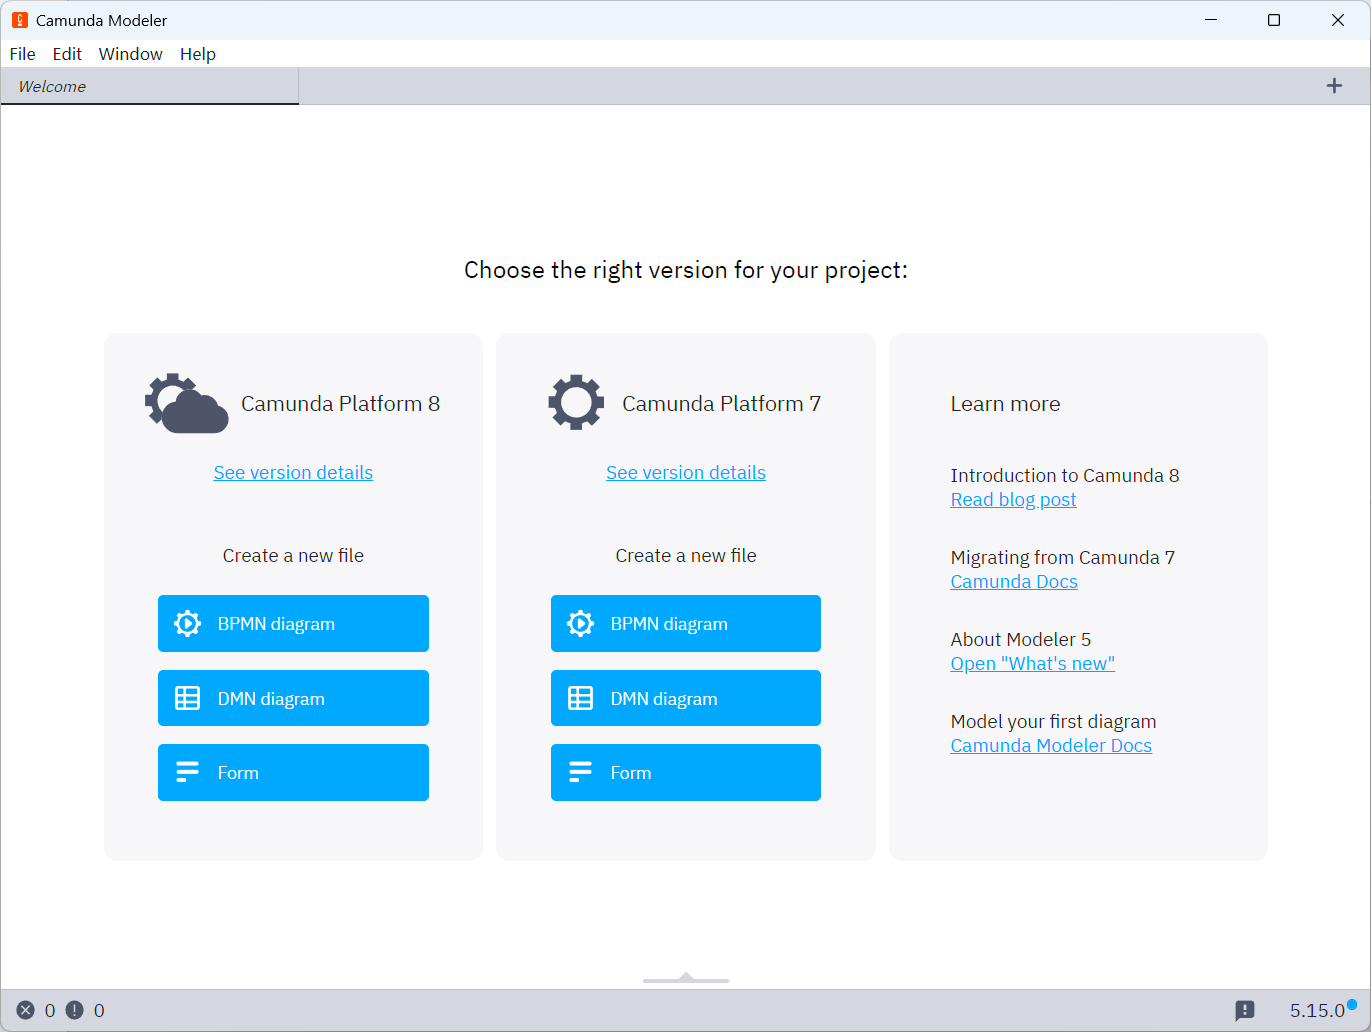 Camunda Modeler
File Edit Window Help
Welcome
Choose the right version for your project:
Camunda Platform 8
See version details
Create a new file
BPMN diagram
DMN diagram
Form
Camunda Platform 7
See version details
Create a new file
BPMN diagram
DMN diagram
Form
Learn more
Introduction to Camunda 8
Read blog post
Migrating from Camunda 7
Camunda Docs
About Modeler 5
Open "What's new"
Model your first diagram
Camunda Modeler Docs
0 0 5.15.0